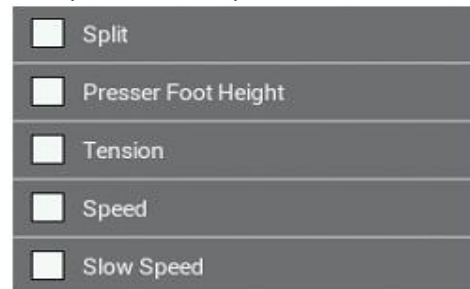 Split
Presser Foot Height
Tension
Speed
Slow Speed